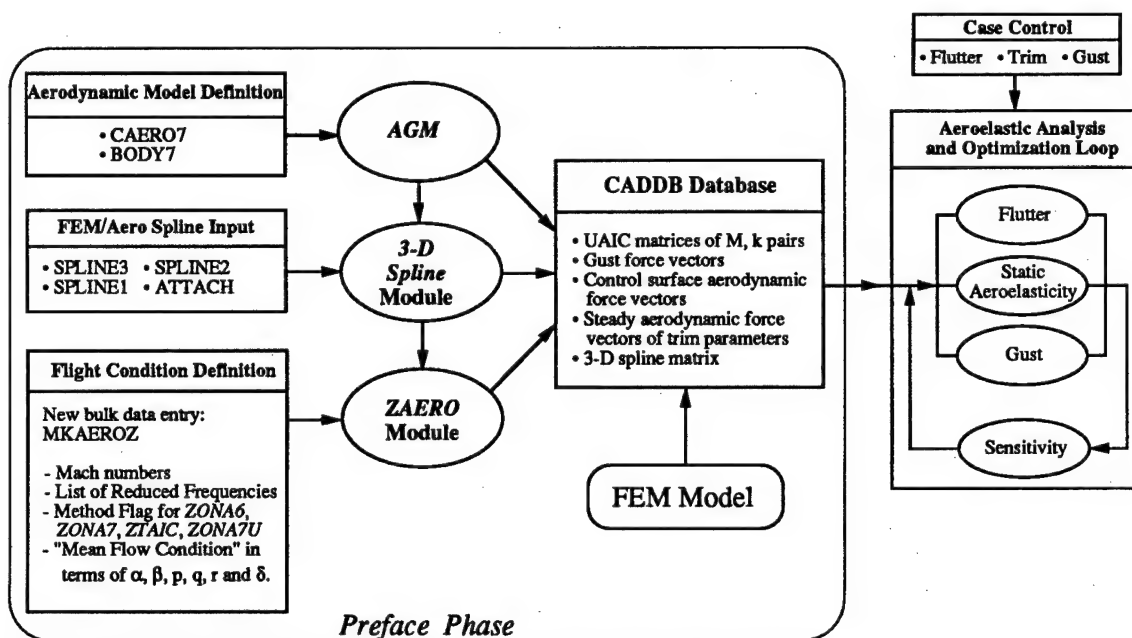 Case Control
• Flutter • Trim • Gust
Aerodynamic Model Definition
• CAERO7
• BODY7
AGM
Aeroelastic Analysis
and Optimization Loop
CADDB Database
• UAIC matrices of M, k pairs
• Gust force vectors
• Control surface aerodynamic
force vectors
• Steady aerodynamic force
vectors of trim parameters
• 3-D spline matrix
FEM/Aero Spline Input
• SPLINE3 • SPLINE2
• SPLINE1 • ATTACH
3-D
Spline
Module
Flutter
Static
Aeroelasticity
Gust
Sensitivity
Flight Condition Definition
New bulk data entry:
MKAEROZ
- Mach numbers
- List of Reduced Frequencies
- Method Flag for ZONA6,
ZONA7, ZTAIC, ZONA7U
- "Mean Flow Condition" in
terms of α, β, p, q, r and δ.
ZAERO
Module
FEM Model
Preface Phase